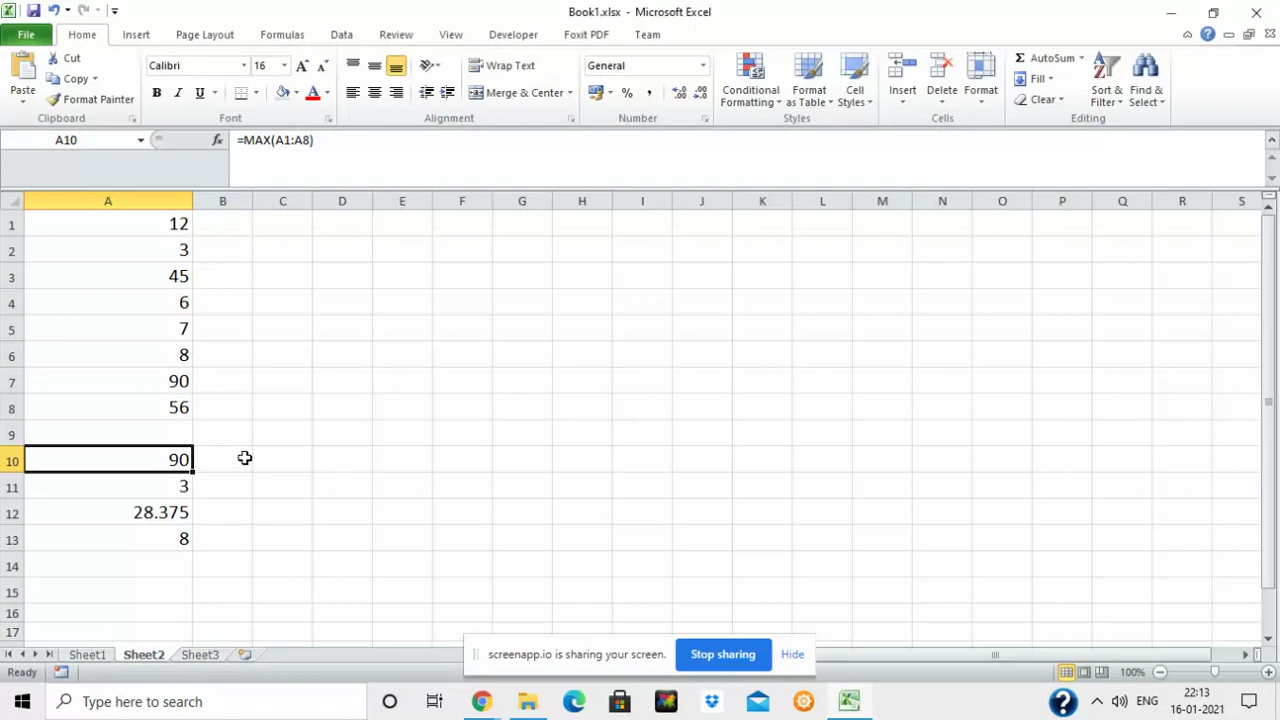 Book1.xlsx - Microsoft Excel
File Home Insert Page Layout Formulas Data Review View Developer Foxit PDF Team
Paste
Cut
Copy
Format Painter
Clipboard
Calibri 16
B I U A
Font
Wrap Text
Merge & Center
Alignment
General
%
Number
Conditional Formatting
Format as Table
Cell Styles
Styles
Insert
Delete
Format
Cells
Σ AutoSum
Fill
Clear
Sort & Filter
Find & Select
Editing
A10 fx =MAX(A1:A8)
A B C D E F G H I J K L M N O P Q R S
1 12
2 3
3 45
4 6
5 7
6 8
7 90
8 56
9
10 90
11 3
12 28.375
13 8
14
15
16
17
Sheet1 Sheet2 Sheet3
screenapp.io is sharing your screen. Stop sharing Hide
Ready 100%
Type here to search
ENG
22:13
16-01-2021